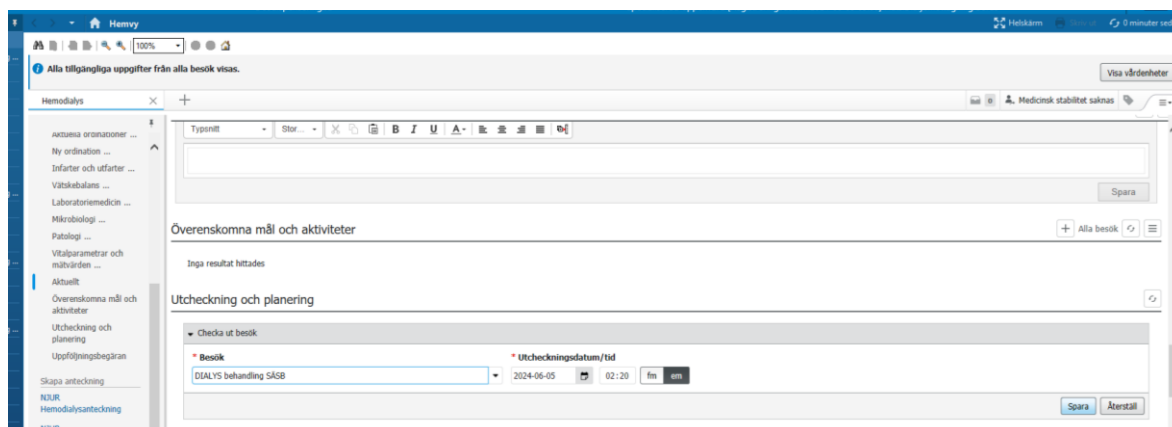 Hemvy
Helskärm
0 minuter sed
100%
Alla tillgängliga uppgifter från alla besök visas.
Visa vårdenheter
Hemodialys
0
Medicinsk stabilitet saknas
Aktuella ordinationer ...
Ny ordination ...
Infarter och utfarter ...
Vätskebalans ...
Laboratoriemedicin ...
Mikrobiologi ...
Patologi ...
Vitalparametrar och
mätvärden ...
Aktuellt
Överenskomna mål och
aktiviteter
Utcheckning och
planering
Uppföljningsbegäran
Skapa anteckning
NJUR
Hemodialysanteckning
Typsnitt
Stor...
B I U A
Spara
Överenskomna mål och aktiviteter
Alla besök
Inga resultat hittades
Utcheckning och planering
Checka ut besök
* Besök
* Utcheckningsdatum/tid
DIALYS behandling SÄSB
2024-06-05
02:20
fm
em
Spara
Återställ